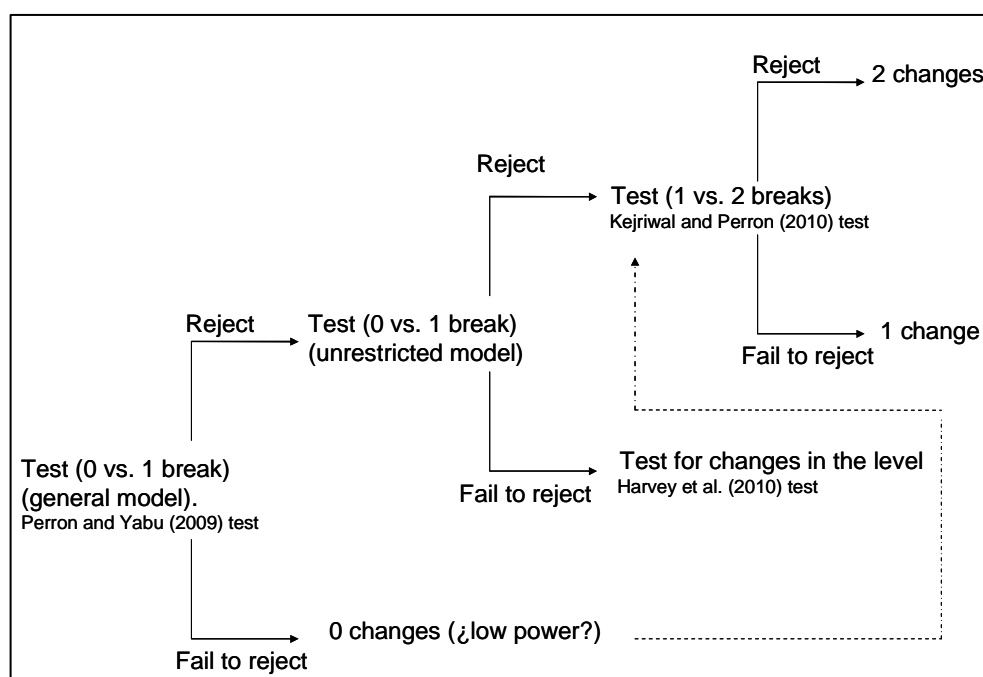 Reject
2 changes
Reject
Test (1 vs. 2 breaks)
Kejriwal and Perron (2010) test
Reject
Test (0 vs. 1 break)
(unrestricted model)
1 change
Fail to reject
Test (0 vs. 1 break)
(general model).
Perron and Yabu (2009) test
Test for changes in the level
Harvey et al. (2010) test
Fail to reject
0 changes (¿low power?)
Fail to reject